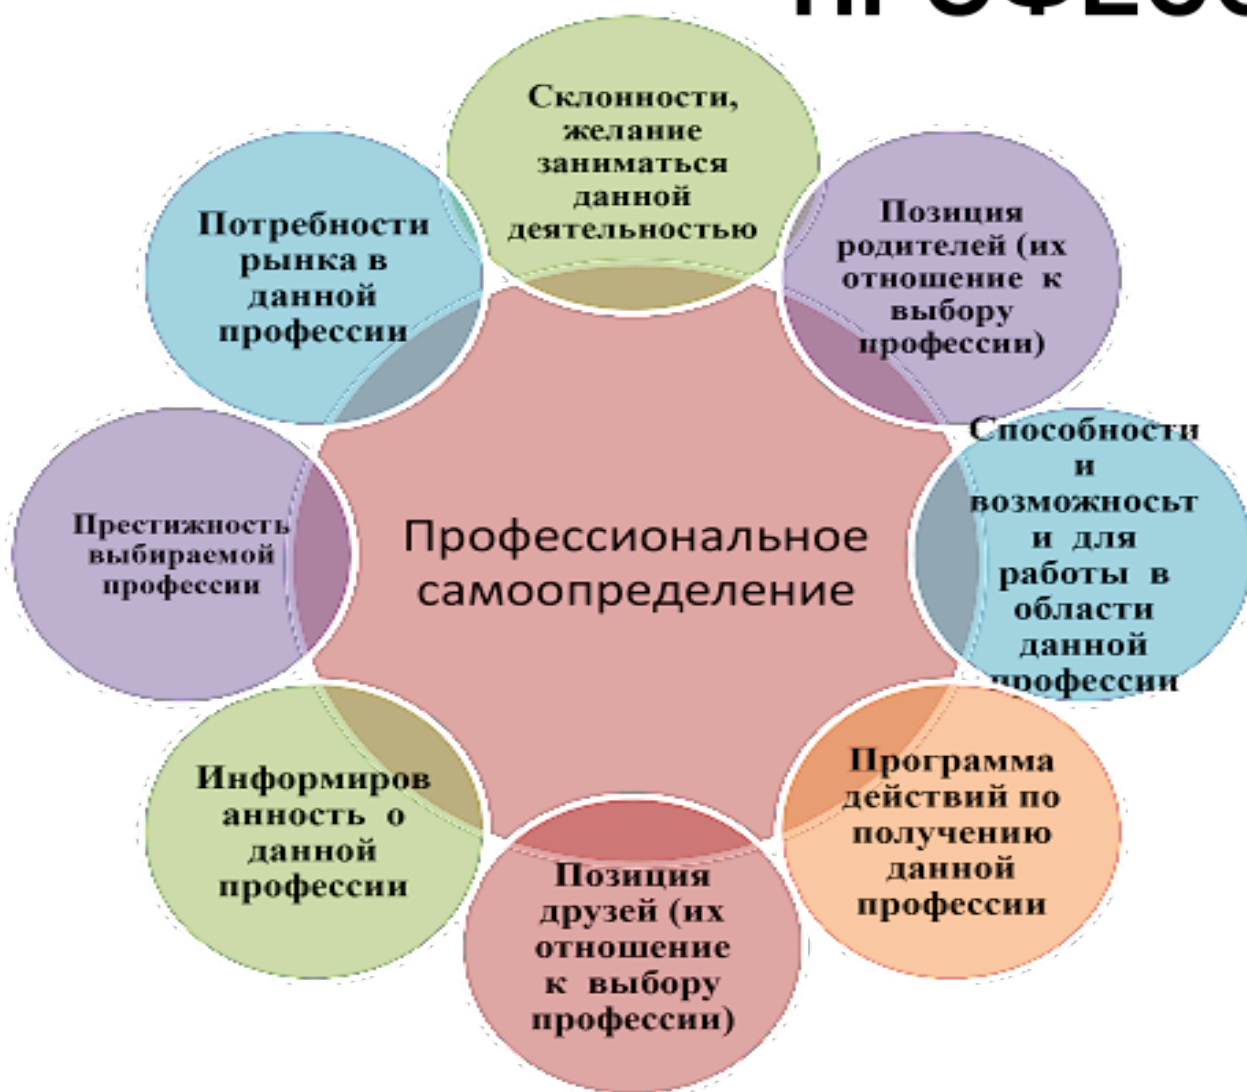 Склонности,
желание
заниматься
данной
деятельностью
Позиция
родителей (их
отношение к
выбору
профессии)
Способности
и
возможносьт
и для
работы в
области
данной
профессии
Программа
действий по
получению
данной
профессии
Позиция
друзей (их
отношение
к выбору
профессии)
Информиров
анность о
данной
профессии
Престижность
выбираемой
профессии
Потребности
рынка в
данной
профессии
Профессиональное
самоопределение